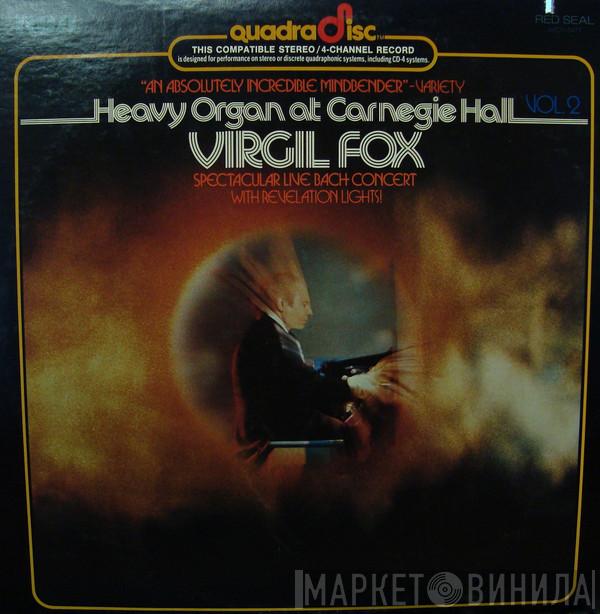 quadradisc
RED SEAL
THIS COMPATIBLE STEREO/4-CHANNEL RECORD
is designed for performance on stereo or discrete quadraphonic systems, including CD-4 systems.
"AN ABSOLUTELY INCREDIBLE MINDBENDER"-VARIETY
Heavy Organ at Carnegie Hall VOL.2
VIRGIL FOX
SPECTACULAR LIVE BACH CONCERT
WITH REVELATION LIGHTS!
МАРКЕТ ВИНИЛА